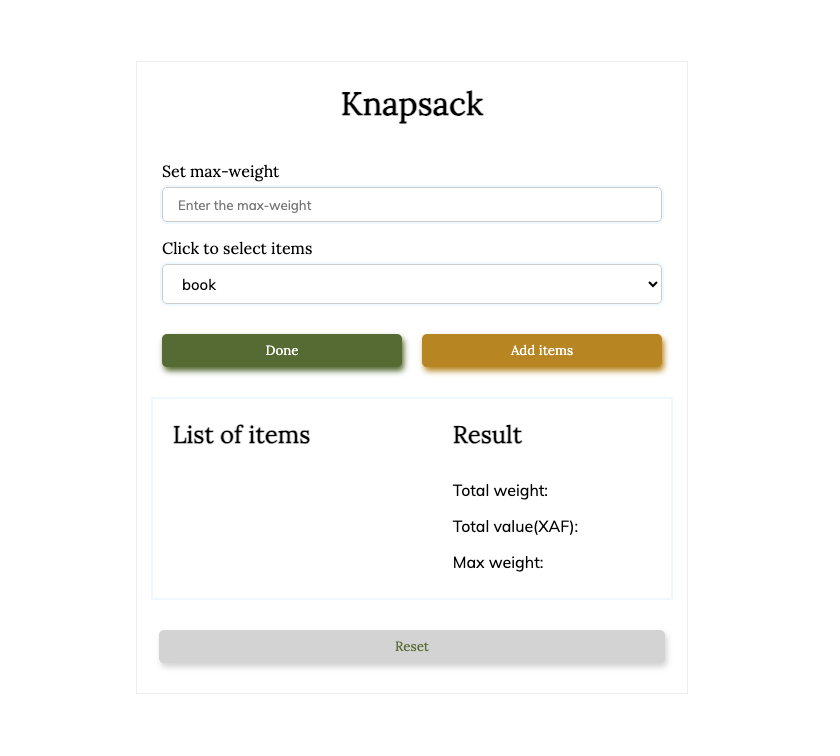 Knapsack
Set max-weight
Enter the max-weight
Click to select items
book
Done
Add items
List of items
Result
Total weight:
Total value(XAF):
Max weight:
Reset